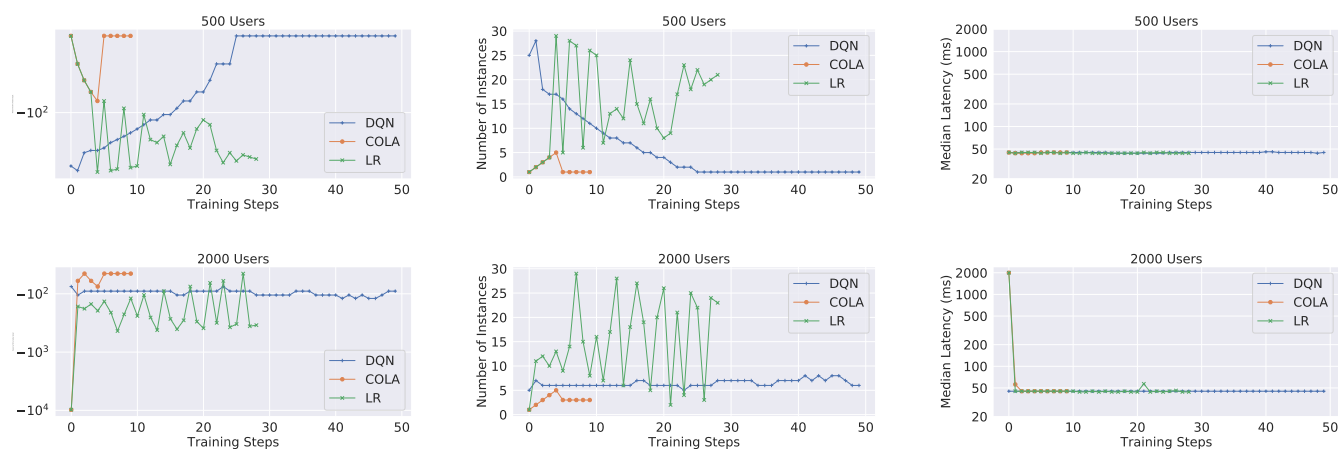 500 Users
−10²
DQN
COLA
LR
0 10 20 30 40 50
Training Steps
500 Users
Number of Instances
30
25
20
15
10
5
0
DQN
COLA
LR
0 10 20 30 40 50
Training Steps
500 Users
Median Latency (ms)
2000
1000
500
200
100
50
20
DQN
COLA
LR
0 10 20 30 40 50
Training Steps
2000 Users
−10²
−10³
−10⁴
DQN
COLA
LR
0 10 20 30 40 50
Training Steps
2000 Users
Number of Instances
30
25
20
15
10
5
0
DQN
COLA
LR
0 10 20 30 40 50
Training Steps
2000 Users
Median Latency (ms)
2000
1000
500
200
100
50
20
DQN
COLA
LR
0 10 20 30 40 50
Training Steps